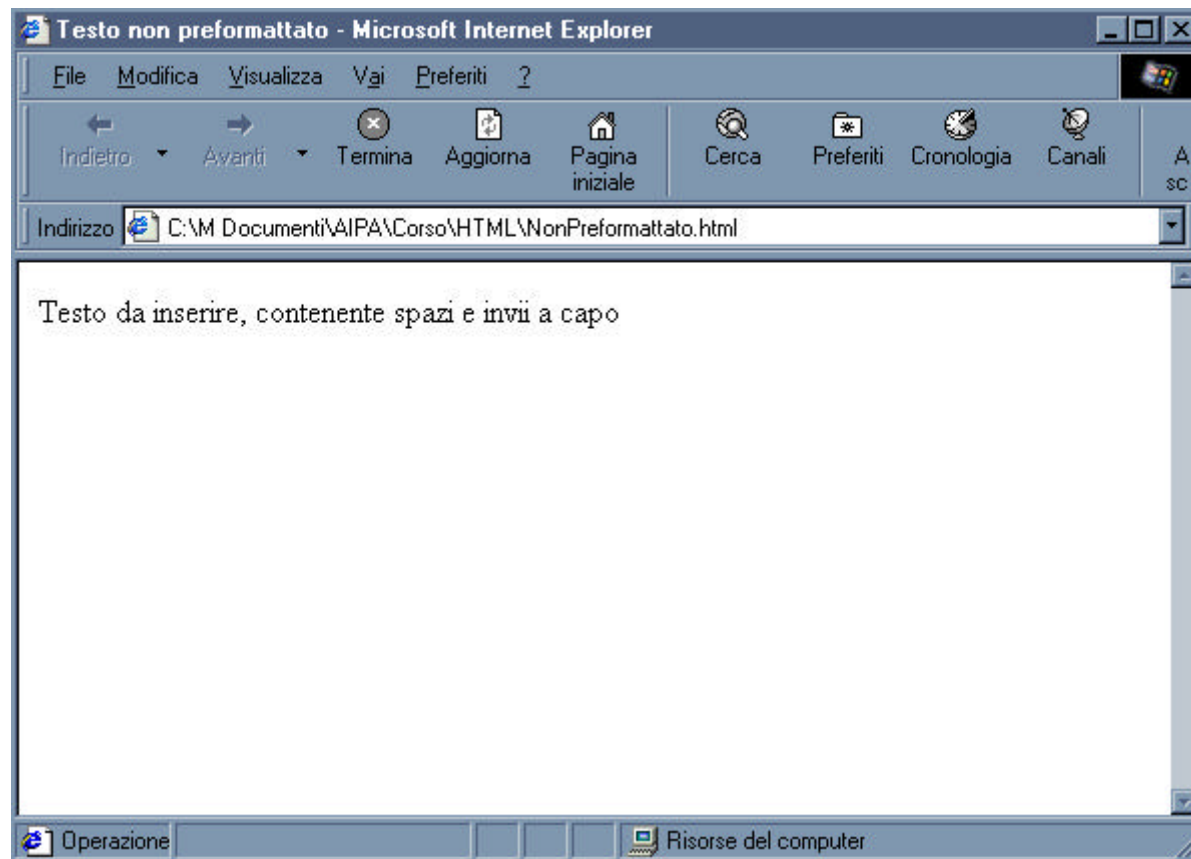 Testo non preformattato - Microsoft Internet Explorer
File Modifica Visualizza Vai Preferiti ?
Indietro Avanti Termina Aggiorna Pagina iniziale Cerca Preferiti Cronologia Canali A sc
Indirizzo C:\M Documenti\AIPA\Corso\HTML\NonPreformattato.html
Testo da inserire, contenente spazi e invii a capo
Operazione Risorse del computer